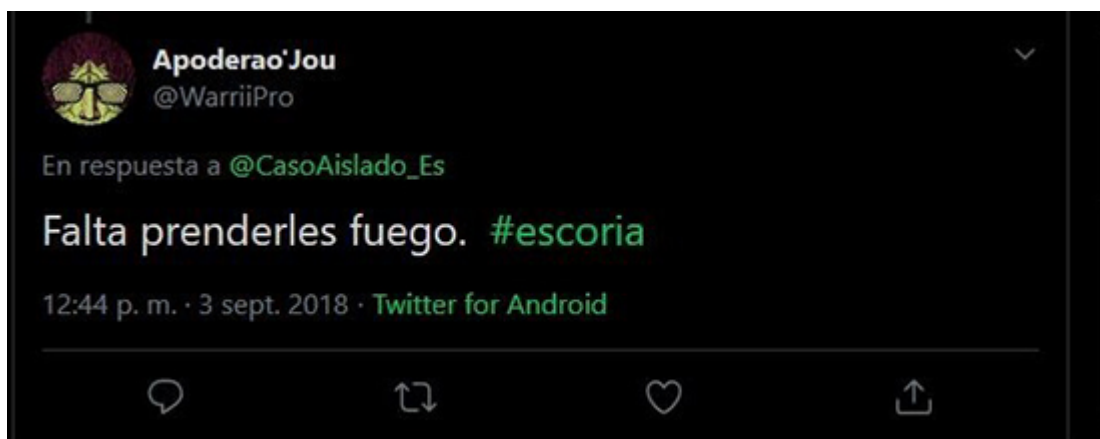 Apoderao'Jou
@WarriiPro
En respuesta a @CasoAislado_Es
Falta prenderles fuego. #escoria
12:44 p. m. · 3 sept. 2018 · Twitter for Android